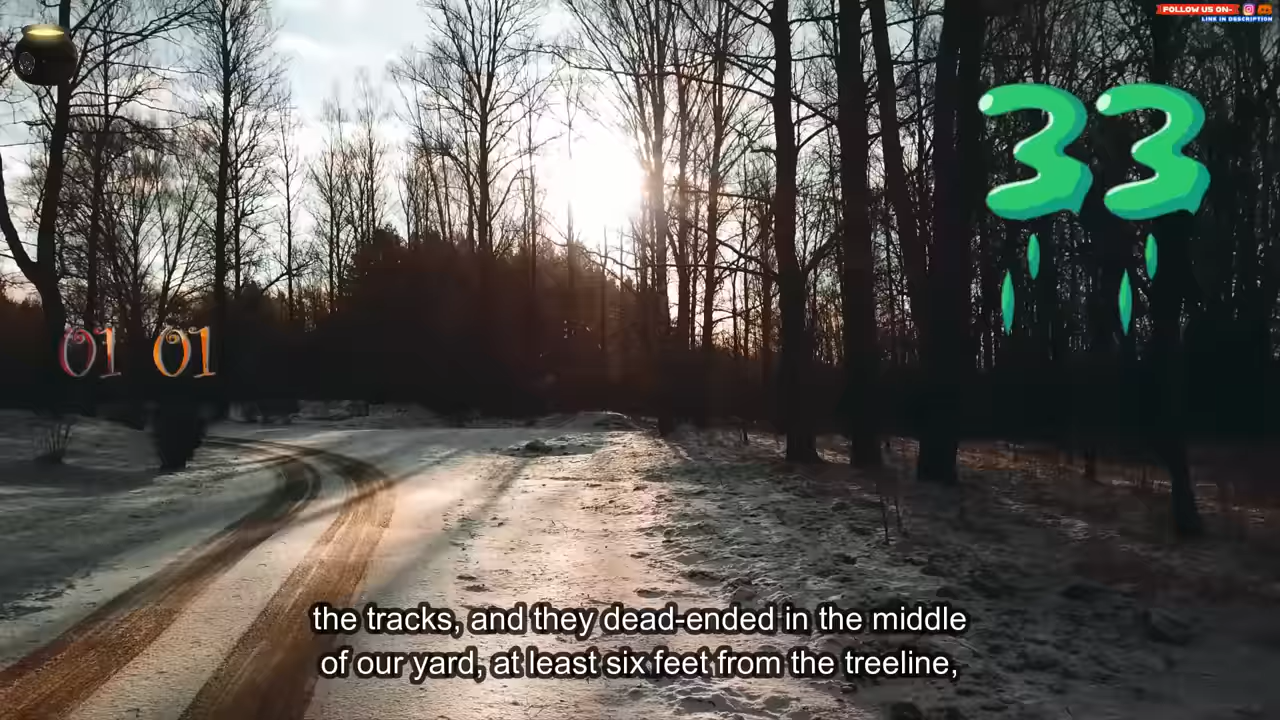 FOLLOW US ON-
LINK IN DESCRIPTION
33
01 01
the tracks, and they dead-ended in the middle
of our yard, at least six feet from the treeline,